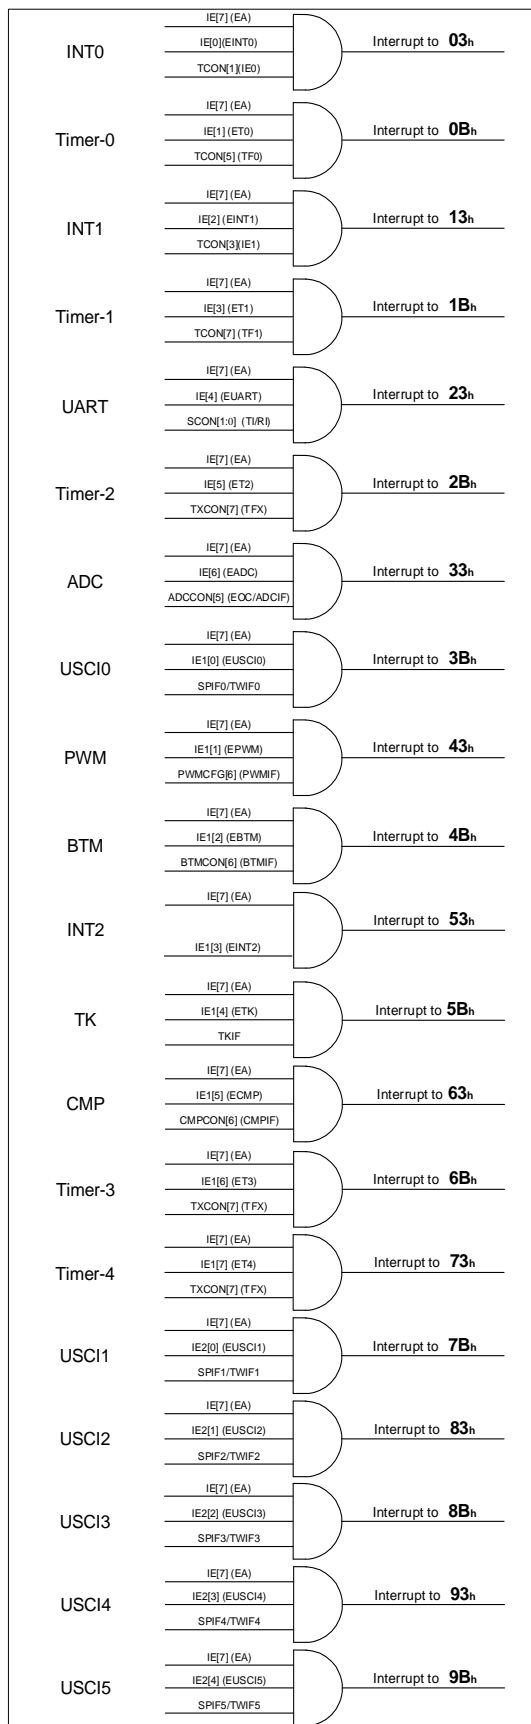 IE[7] (EA)
INT0 IE[0](EINT0) Interrupt to 03h
TCON[1](IE0)
IE[7] (EA)
Timer-0 IE[1] (ET0) Interrupt to 0Bh
TCON[5] (TF0)
IE[7] (EA)
INT1 IE[2] (EINT1) Interrupt to 13h
TCON[3](IE1)
IE[7] (EA)
Timer-1 IE[3] (ET1) Interrupt to 1Bh
TCON[7] (TF1)
IE[7] (EA)
UART IE[4] (EUART) Interrupt to 23h
SCON[1:0] (TI/RI)
IE[7] (EA)
Timer-2 IE[5] (ET2) Interrupt to 2Bh
TXCON[7] (TFX)
IE[7] (EA)
ADC IE[6] (EADC) Interrupt to 33h
ADCCON[5] (EOC/ADCIF)
IE[7] (EA)
USCI0 IE1[0] (EUSCI0) Interrupt to 3Bh
SPIF0/TWIF0
IE[7] (EA)
PWM IE1[1] (EPWM) Interrupt to 43h
PWMCFG[6] (PWMIF)
IE[7] (EA)
BTM IE1[2] (EBTM) Interrupt to 4Bh
BTMCON[6] (BTMIF)
IE[7] (EA)
INT2 Interrupt to 53h
IE1[3] (EINT2)
IE[7] (EA)
TK IE1[4] (ETK) Interrupt to 5Bh
TKIF
IE[7] (EA)
CMP IE1[5] (ECMP) Interrupt to 63h
CMPCON[6] (CMPIF)
IE[7] (EA)
Timer-3 IE1[6] (ET3) Interrupt to 6Bh
TXCON[7] (TFX)
IE[7] (EA)
Timer-4 IE1[7] (ET4) Interrupt to 73h
TXCON[7] (TFX)
IE[7] (EA)
USCI1 IE2[0] (EUSCI1) Interrupt to 7Bh
SPIF1/TWIF1
IE[7] (EA)
USCI2 IE2[1] (EUSCI2) Interrupt to 83h
SPIF2/TWIF2
IE[7] (EA)
USCI3 IE2[2] (EUSCI3) Interrupt to 8Bh
SPIF3/TWIF3
IE[7] (EA)
USCI4 IE2[3] (EUSCI4) Interrupt to 93h
SPIF4/TWIF4
IE[7] (EA)
USCI5 IE2[4] (EUSCI5) Interrupt to 9Bh
SPIF5/TWIF5